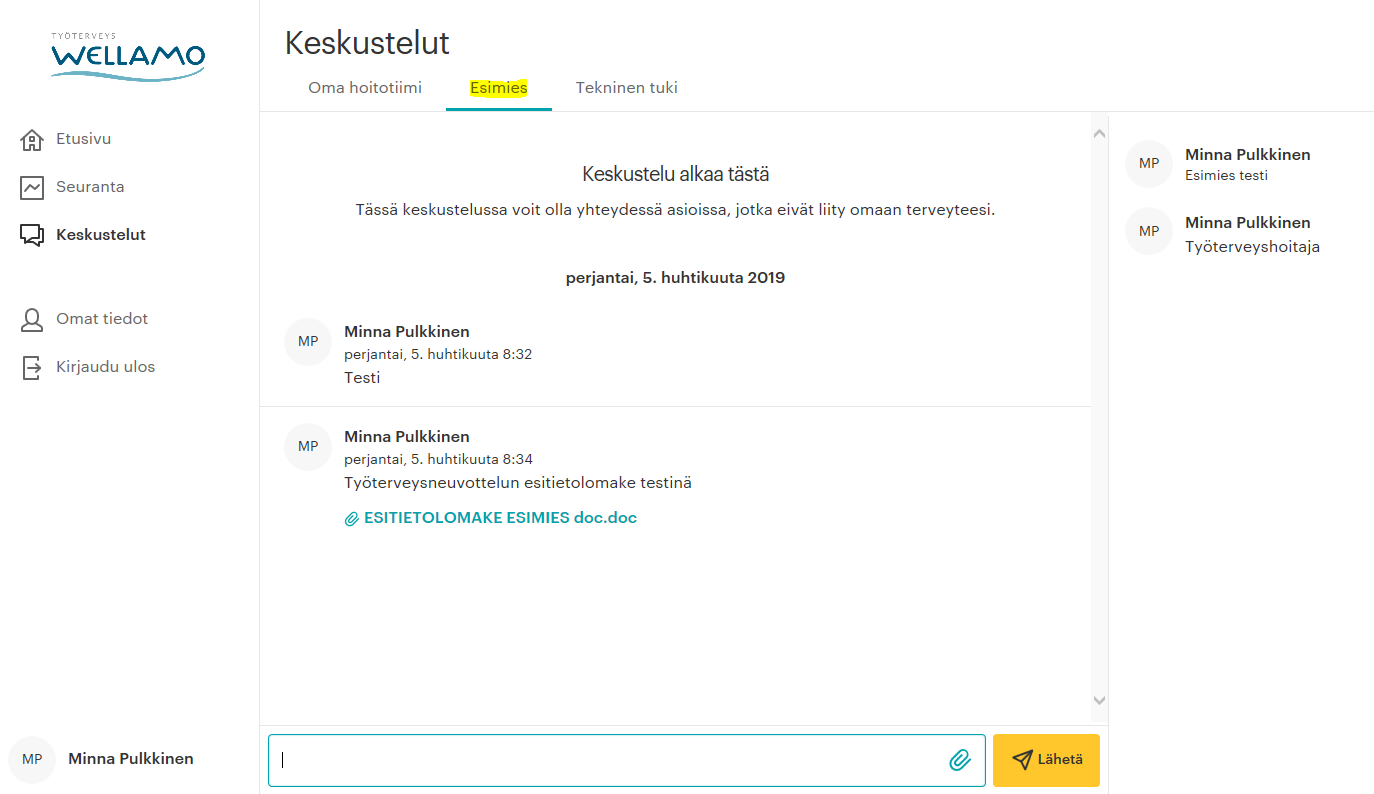 TYÖTERVEYS
WELLAMO
Etusivu
Seuranta
Keskustelut
Omat tiedot
Kirjaudu ulos
MP Minna Pulkkinen
Keskustelut
Oma hoitotiimi Esimies Tekninen tuki
Keskustelu alkaa tästä
Tässä keskustelussa voit olla yhteydessä asioissa, jotka eivät liity omaan terveyteesi.
perjantai, 5. huhtikuuta 2019
MP Minna Pulkkinen
perjantai, 5. huhtikuuta 8:32
Testi
MP Minna Pulkkinen
perjantai, 5. huhtikuuta 8:34
Työterveysneuvottelun esitietolomake testinä
ESITIETOLOMAKE ESIMIES doc.doc
Lähetä
MP Minna Pulkkinen
Esimies testi
MP Minna Pulkkinen
Työterveyshoitaja